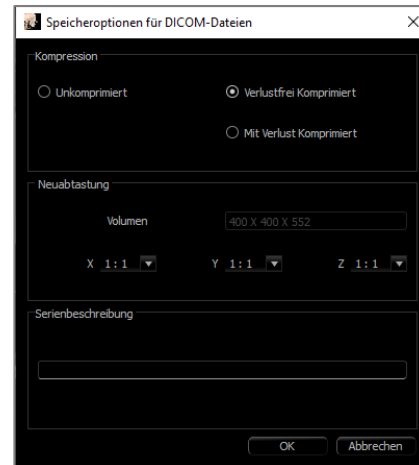 Speicheroptionen für DICOM-Dateien
Kompression
Unkomprimiert
Verlustfrei Komprimiert
Mit Verlust Komprimiert
Neuabtastung
Volumen 400 X 400 X 552
X 1:1 Y 1:1 Z 1:1
Serienbeschreibung
OK Abbrechen